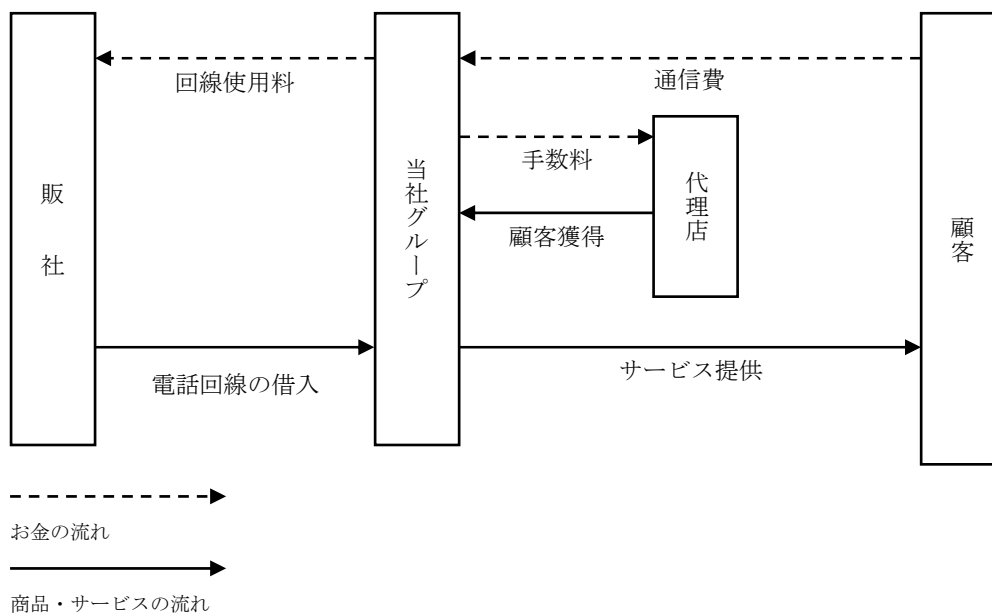 回線使用料
通信費
手数料
販社
当社グループ
代理店
顧客
顧客獲得
電話回線の借入
サービス提供
お金の流れ
商品・サービスの流れ